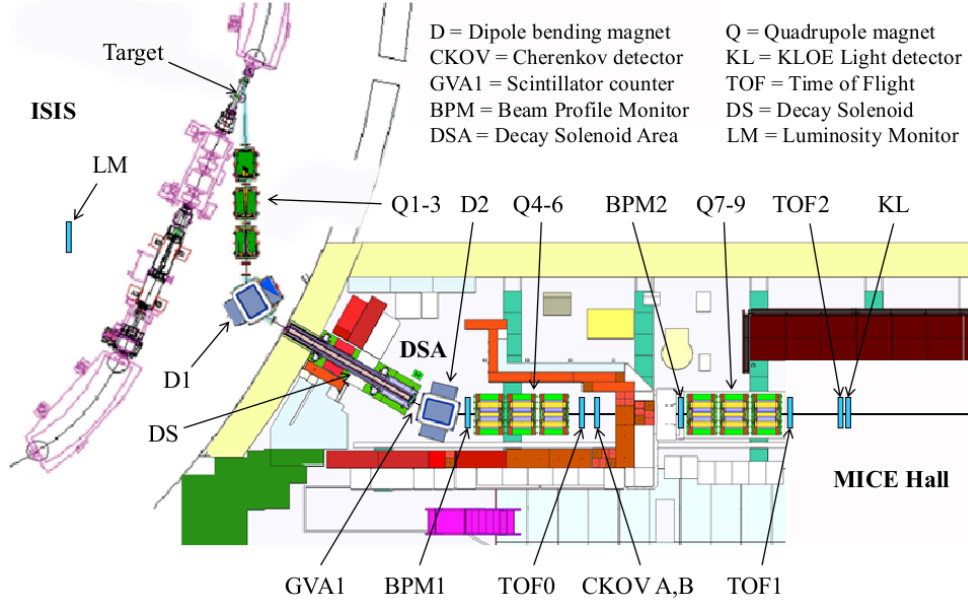 D = Dipole bending magnet
Q = Quadrupole magnet
CKOV = Cherenkov detector
KL = KLOE Light detector
GVA1 = Scintillator counter
TOF = Time of Flight
BPM = Beam Profile Monitor
DS = Decay Solenoid
DSA = Decay Solenoid Area
LM = Luminosity Monitor
Target
ISIS
LM
Q1-3
D2
Q4-6
BPM2
Q7-9
TOF2
KL
D1
DSA
DS
MICE Hall
GVA1
BPM1
TOF0
CKOV A,B
TOF1